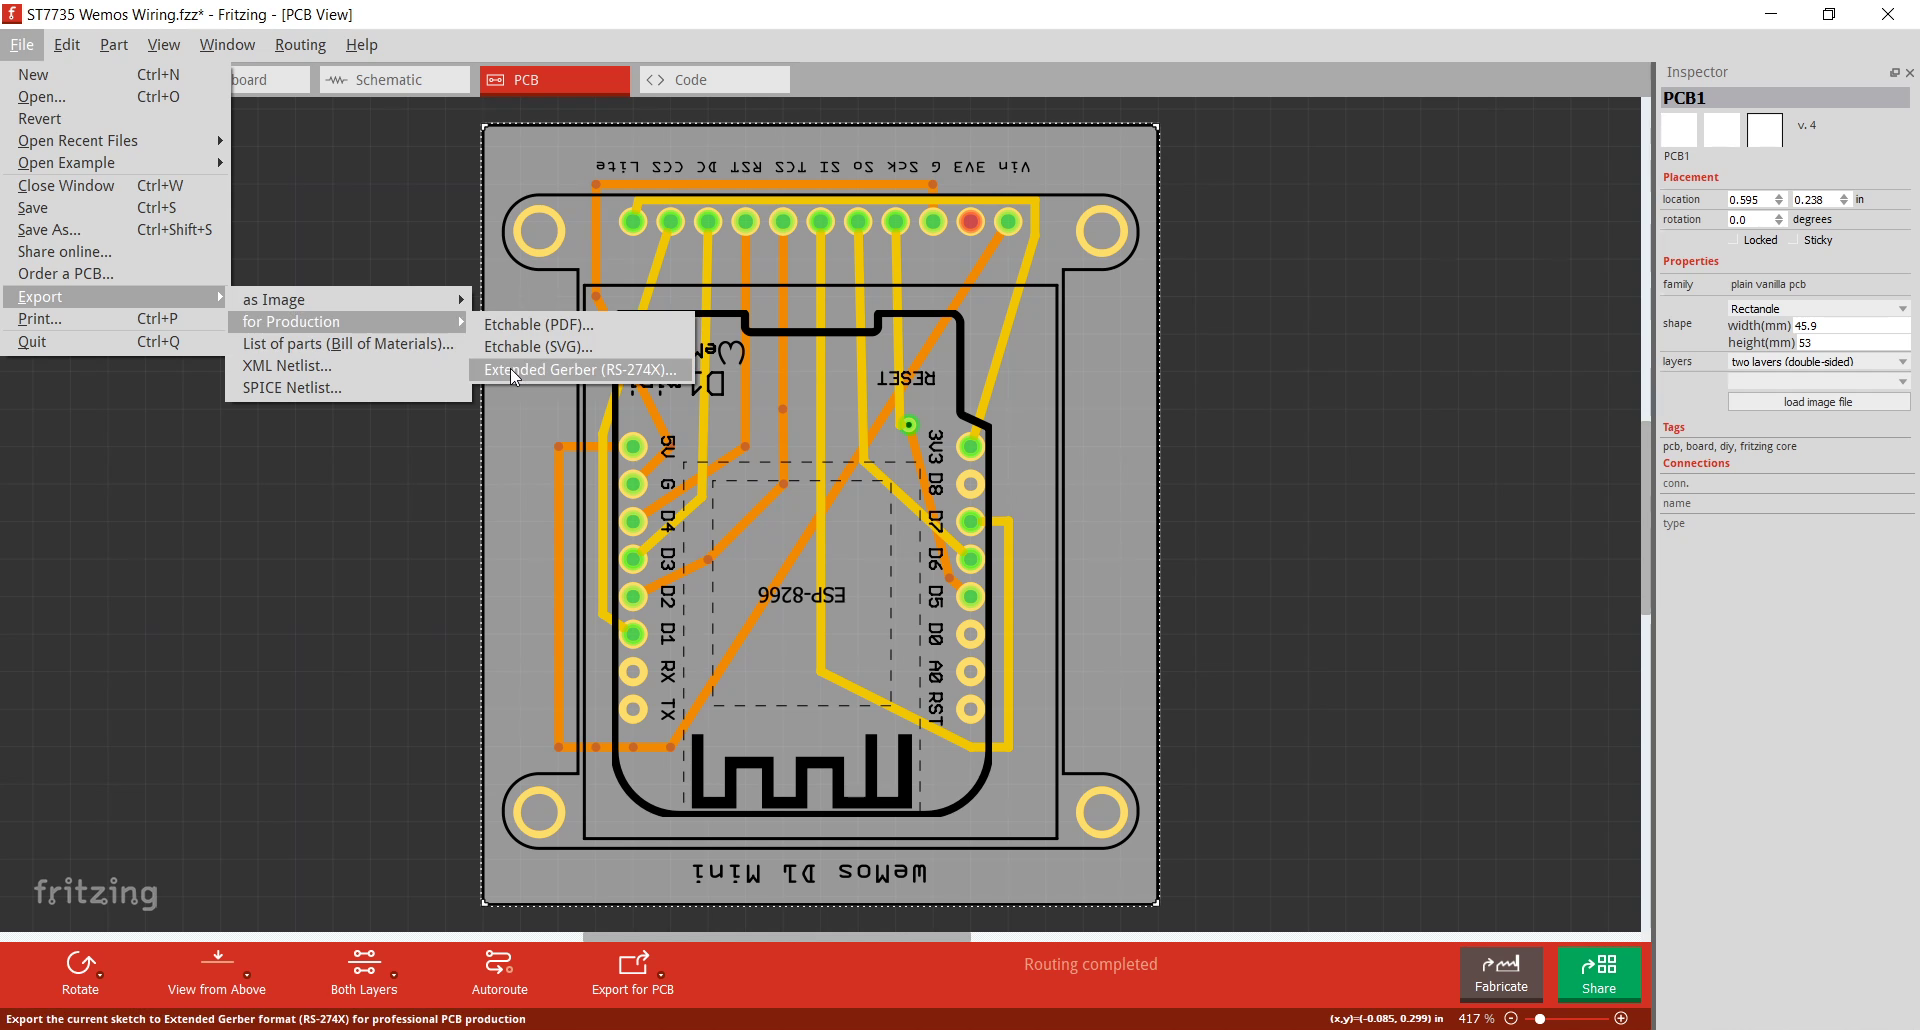 ST7735 Wemos Wiring.fzz* - Fritzing - [PCB View]
File Edit Part View Window Routing Help
New Ctrl+N
Open... Ctrl+O
Revert
Open Recent Files
Open Example
Close Window Ctrl+W
Save Ctrl+S
Save As... Ctrl+Shift+S
Share online...
Order a PCB...
Export
Print... Ctrl+P
Quit Ctrl+Q
board
Schematic
PCB
Code
as Image
for Production
List of parts (Bill of Materials)...
XML Netlist...
SPICE Netlist...
Etchable (PDF)...
Etchable (SVG)...
Extended Gerber (RS-274X)...
Vin 3V3 G Sck So SI TCS RST DC CCS Lite
WeM
D1
mini
RESET
5V
G
D4
D3
D2
D1
RX
TX
3V3
D8
D7
D6
D5
D0
A0
RST
ESP-8266
WeMos D1 Mini
fritzing
Inspector
PCB1
v. 4
PCB1
Placement
location 0.595 0.238 in
rotation 0.0 degrees
Locked Sticky
Properties
family plain vanilla pcb
shape Rectangle
width(mm) 45.9
height(mm) 53
layers two layers (double-sided)
load image file
Tags
pcb, board, diy, fritzing core
Connections
conn.
name
type
Rotate
View from Above
Both Layers
Autoroute
Export for PCB
Routing completed
Fabricate
Share
Export the current sketch to Extended Gerber format (RS-274X) for professional PCB production
(x,y)=(-0.085, 0.299) in 417 %